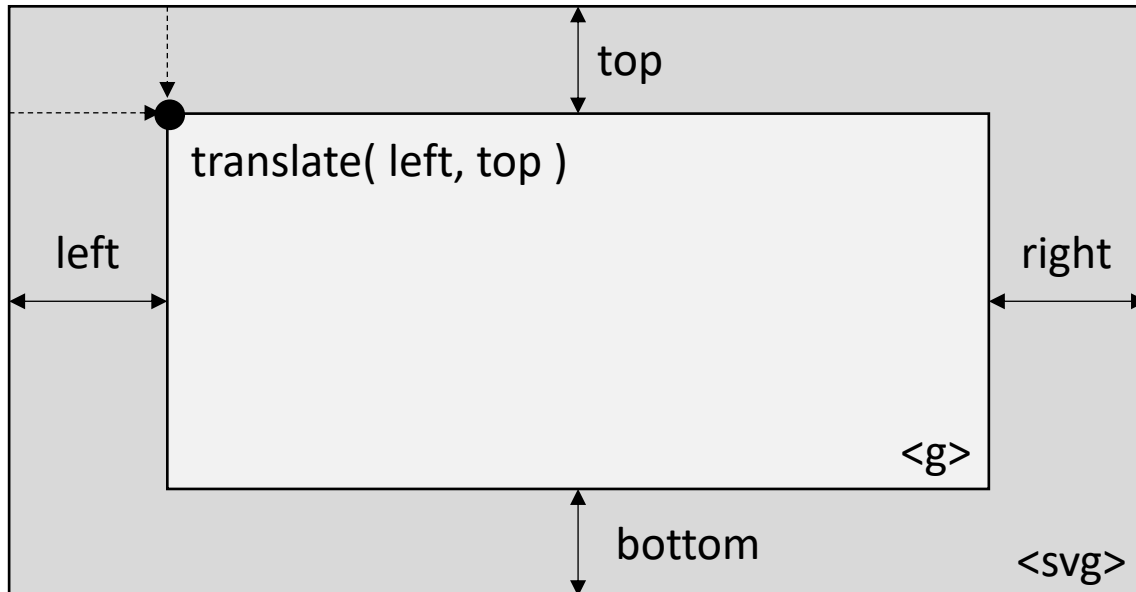 top
translate( left, top )
left
right
<g>
bottom
<svg>